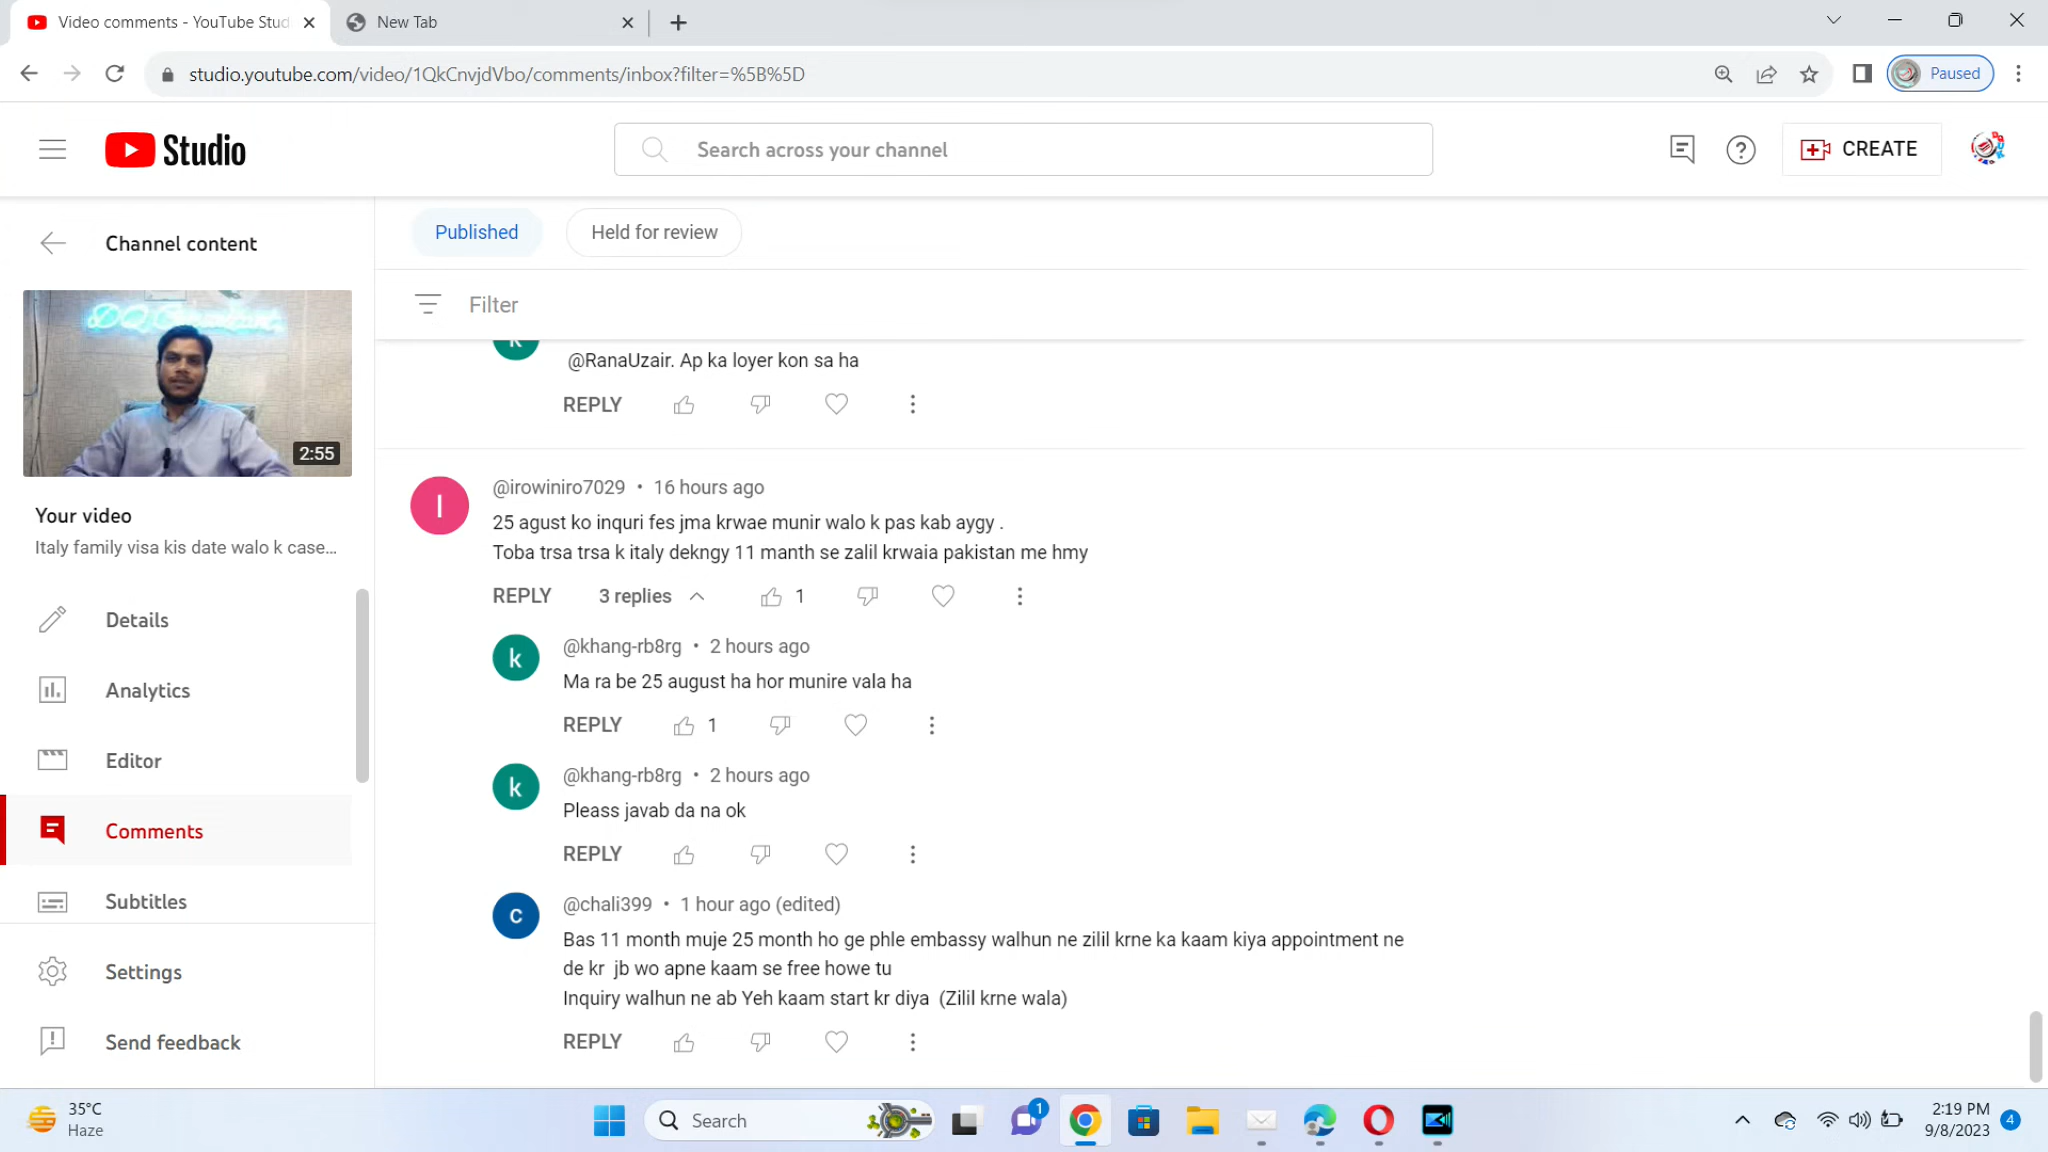 Video comments - YouTube Stud
New Tab
studio.youtube.com/video/1QkCnvjdVbo/comments/inbox?filter=%5B%5D
Paused
Studio
Search across your channel
CREATE
Channel content
2:55
Your video
Italy family visa kis date walo k case...
Details
Analytics
Editor
Comments
Subtitles
Settings
Send feedback
Published
Held for review
Filter
k
@RanaUzair. Ap ka loyer kon sa ha
REPLY
I
@irowiniro7029 • 16 hours ago
25 agust ko inquri fes jma krwae munir walo k pas kab aygy .
Toba trsa trsa k italy dekngy 11 manth se zalil krwaia pakistan me hmy
REPLY 3 replies 1
k
@khang-rb8rg • 2 hours ago
Ma ra be 25 august ha hor munire vala ha
REPLY 1
k
@khang-rb8rg • 2 hours ago
Pleass javab da na ok
REPLY
c
@chali399 • 1 hour ago (edited)
Bas 11 month muje 25 month ho ge phle embassy walhun ne zilil krne ka kaam kiya appointment ne
de kr jb wo apne kaam se free howe tu
Inquiry walhun ne ab Yeh kaam start kr diya (Zilil krne wala)
REPLY
35°C
Haze
Search
1
2:19 PM
9/8/2023
4